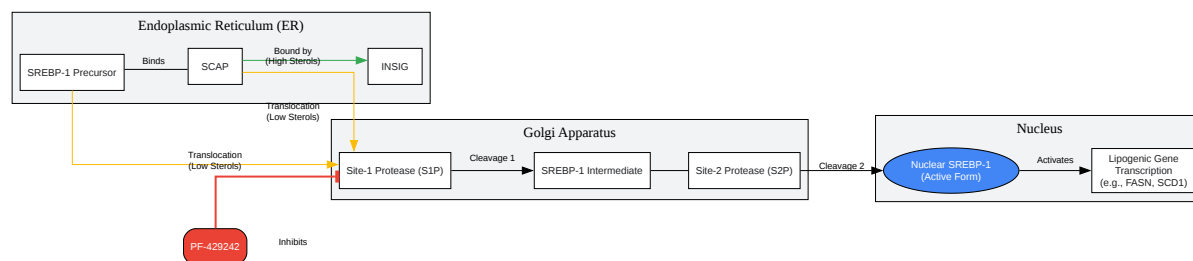 Endoplasmic Reticulum (ER)
SREBP-1 Precursor
Binds
SCAP
Bound by
(High Sterols)
INSIG
Translocation
(Low Sterols)
Translocation
(Low Sterols)
Golgi Apparatus
Site-1 Protease (S1P)
Cleavage 1
SREBP-1 Intermediate
Site-2 Protease (S2P)
Cleavage 2
Nucleus
Nuclear SREBP-1
(Active Form)
Activates
Lipogenic Gene
Transcription
(e.g., FASN, SCD1)
PF-429242
Inhibits